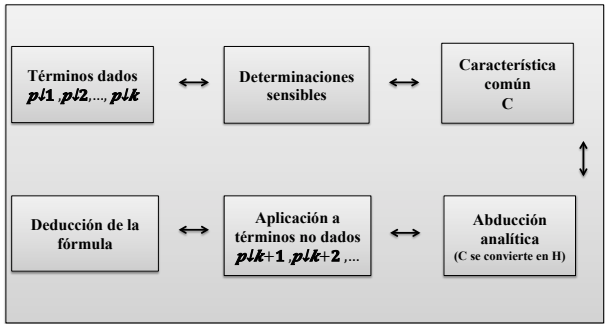 Términos dados
p↓1 ,p↓2,…, p↓k
Determinaciones
sensibles
Característica
común
C
Deducción de la
fórmula
Aplicación a
términos no dados
p↓k+1 ,p↓k+2 ,…
Abducción
analítica
(C se convierte en H)